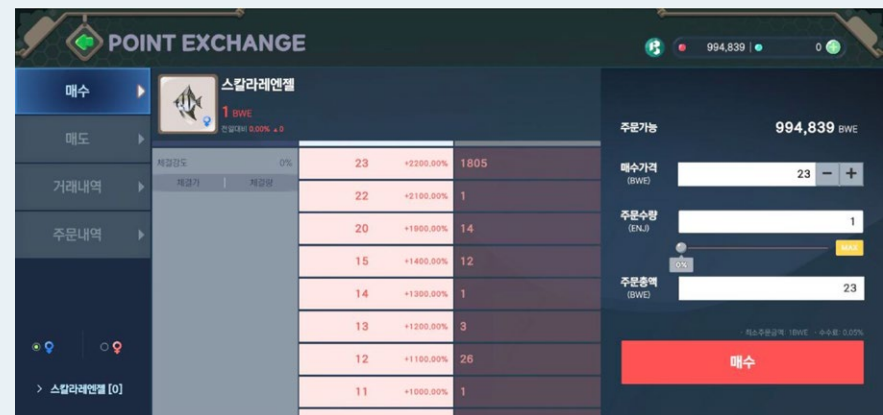 POINT EXCHANGE
994,839
0
매수
매도
거래내역
주문내역
스칼라레엔젤 [0]
스칼라레엔젤
1 BWE
전일대비 0.00% ▲0
체결강도 0%
체결가 | 체결량
23 +2200.00% 1805
22 +2100.00% 1
20 +1900.00% 14
15 +1400.00% 12
14 +1300.00% 1
13 +1200.00% 3
12 +1100.00% 26
11 +1000.00% 1
주문가능 994,839 BWE
매수가격 23 − +
(BWE)
주문수량 1
(ENJ)
MAX
0%
주문총액 23
(BWE)
· 최소주문금액: 1BWE · 수수료: 0.05%
매수